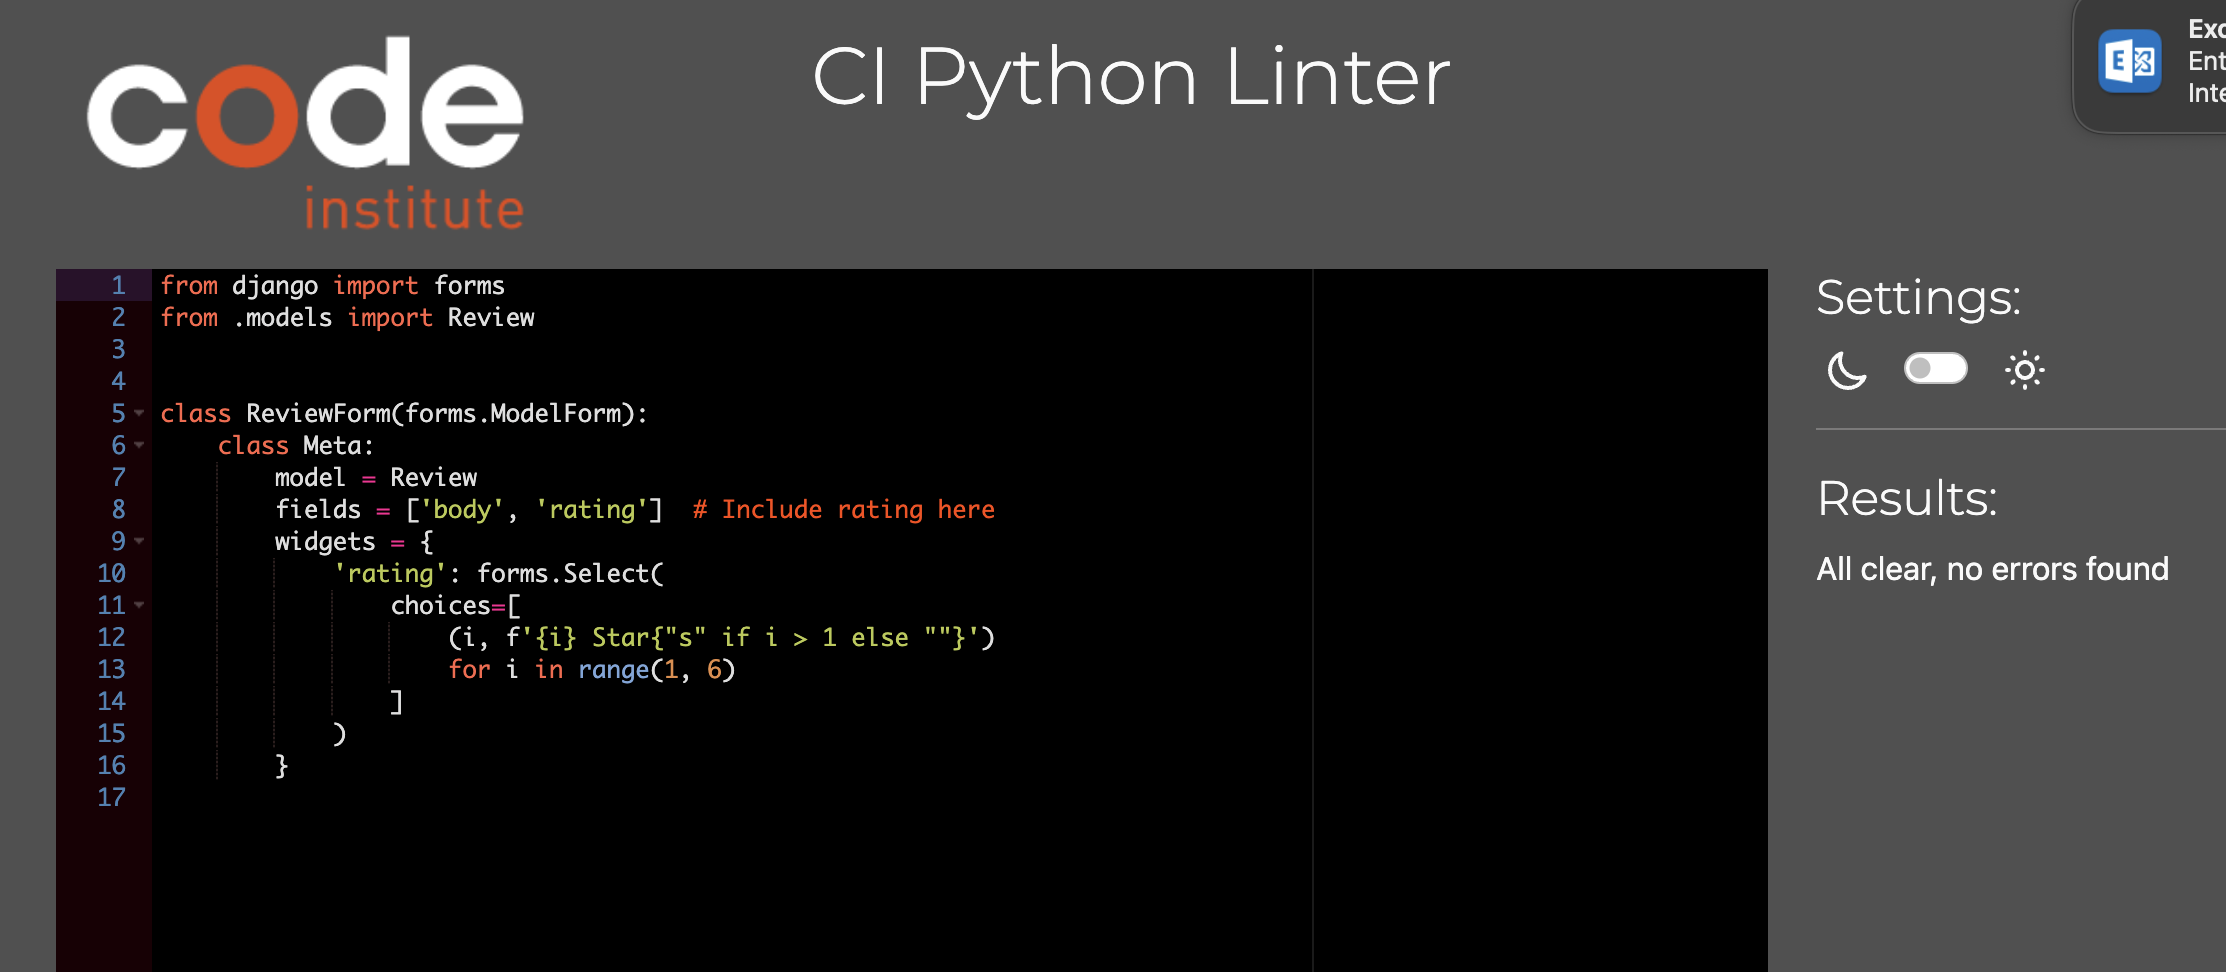 code
institute
CI Python Linter
Ent
Settings:
Results:
All clear, no errors found
1 from django import forms
2 from .models import Review
3
4
5 class ReviewForm(forms.ModelForm):
6     class Meta:
7         model = Review
8         fields = ['body', 'rating']  # Include rating here
9         widgets = {
10             'rating': forms.Select(
11                 choices=[
12                     (i, f'{i} Star{"s" if i > 1 else ""}')
13                     for i in range(1, 6)
14                 ]
15             )
16         }
17